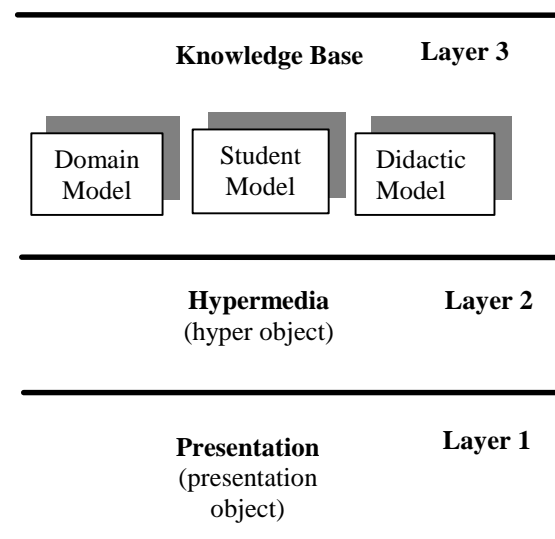 Knowledge Base Layer 3
Domain Model
Student Model
Didactic Model
Hypermedia Layer 2
(hyper object)
Presentation Layer 1
(presentation
object)